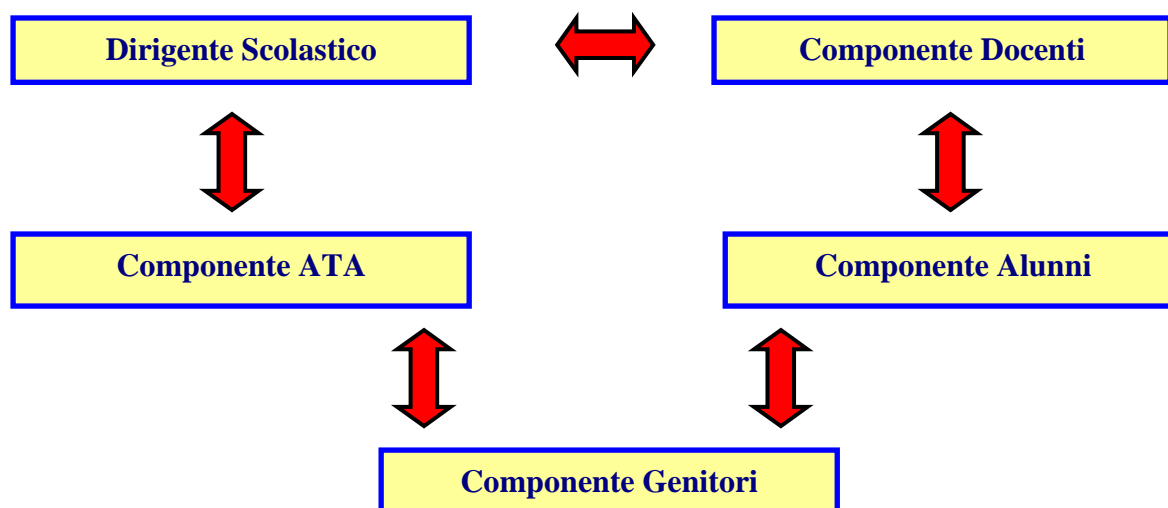 Dirigente Scolastico
Componente Docenti
Componente ATA
Componente Alunni
Componente Genitori